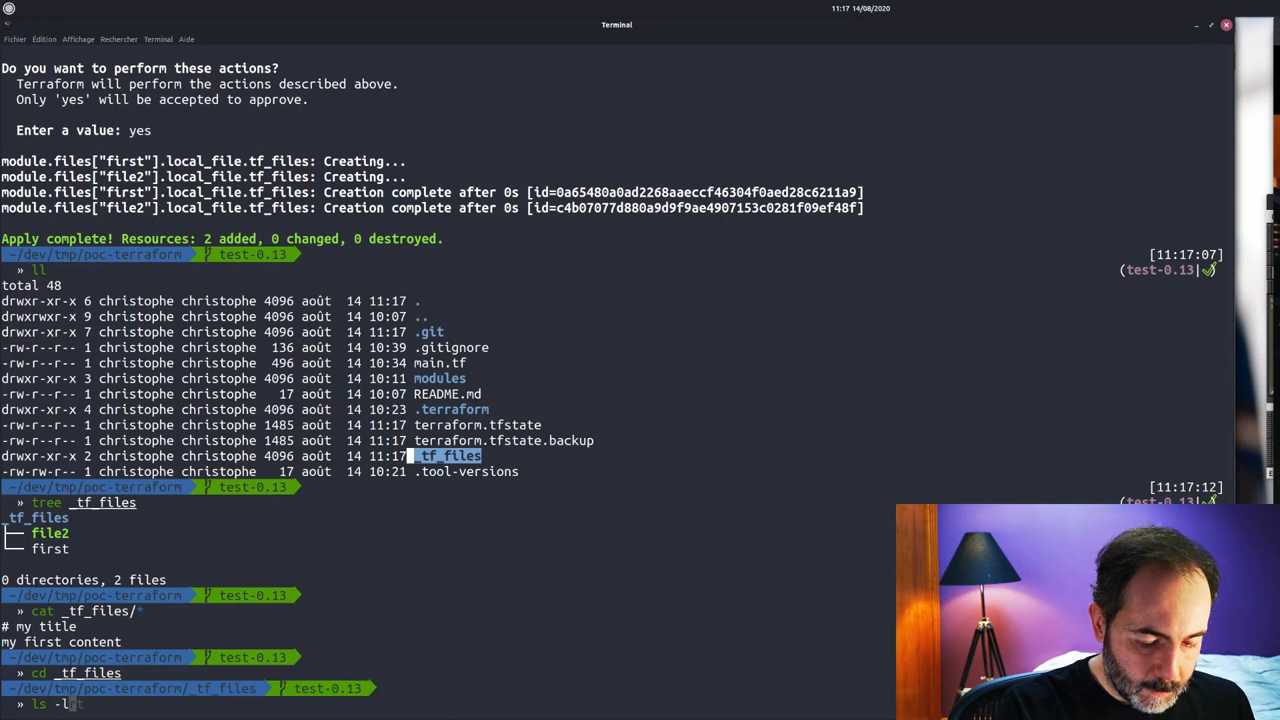 11:17 14/08/2020
Terminal
Fichier Édition Affichage Rechercher Terminal Aide
Do you want to perform these actions?
Terraform will perform the actions described above.
Only 'yes' will be accepted to approve.
Enter a value: yes
module.files["first"].local_file.tf_files: Creating...
module.files["file2"].local_file.tf_files: Creating...
module.files["first"].local_file.tf_files: Creation complete after 0s [id=0a65480a0ad2268aaeccf46304f0aed28c6211a9]
module.files["file2"].local_file.tf_files: Creation complete after 0s [id=c4b07077d880a9d9f9ae4907153c0281f09ef48f]
Apply complete! Resources: 2 added, 0 changed, 0 destroyed.
~/dev/tmp/poc-terraform test-0.13 [11:17:07]
» ll (test-0.13|✓)
total 48
drwxr-xr-x 6 christophe christophe 4096 août 14 11:17 .
drwxrwxr-x 9 christophe christophe 4096 août 14 10:07 ..
drwxr-xr-x 7 christophe christophe 4096 août 14 11:17 .git
-rw-r--r-- 1 christophe christophe 136 août 14 10:39 .gitignore
-rw-r--r-- 1 christophe christophe 496 août 14 10:34 main.tf
drwxr-xr-x 3 christophe christophe 4096 août 14 10:11 modules
-rw-r--r-- 1 christophe christophe 17 août 14 10:07 README.md
drwxr-xr-x 4 christophe christophe 4096 août 14 10:23 .terraform
-rw-r--r-- 1 christophe christophe 1485 août 14 11:17 terraform.tfstate
-rw-r--r-- 1 christophe christophe 1485 août 14 11:17 terraform.tfstate.backup
drwxr-xr-x 2 christophe christophe 4096 août 14 11:17 _tf_files
-rw-rw-r-- 1 christophe christophe 17 août 14 10:21 .tool-versions
~/dev/tmp/poc-terraform test-0.13 [11:17:12]
» tree _tf_files (test-0.13|✓)
_tf_files
├── file2
└── first
0 directories, 2 files
~/dev/tmp/poc-terraform test-0.13
» cat _tf_files/*
# my title
my first content
~/dev/tmp/poc-terraform test-0.13
» cd _tf_files
~/dev/tmp/poc-terraform/_tf_files test-0.13
» ls -lrt